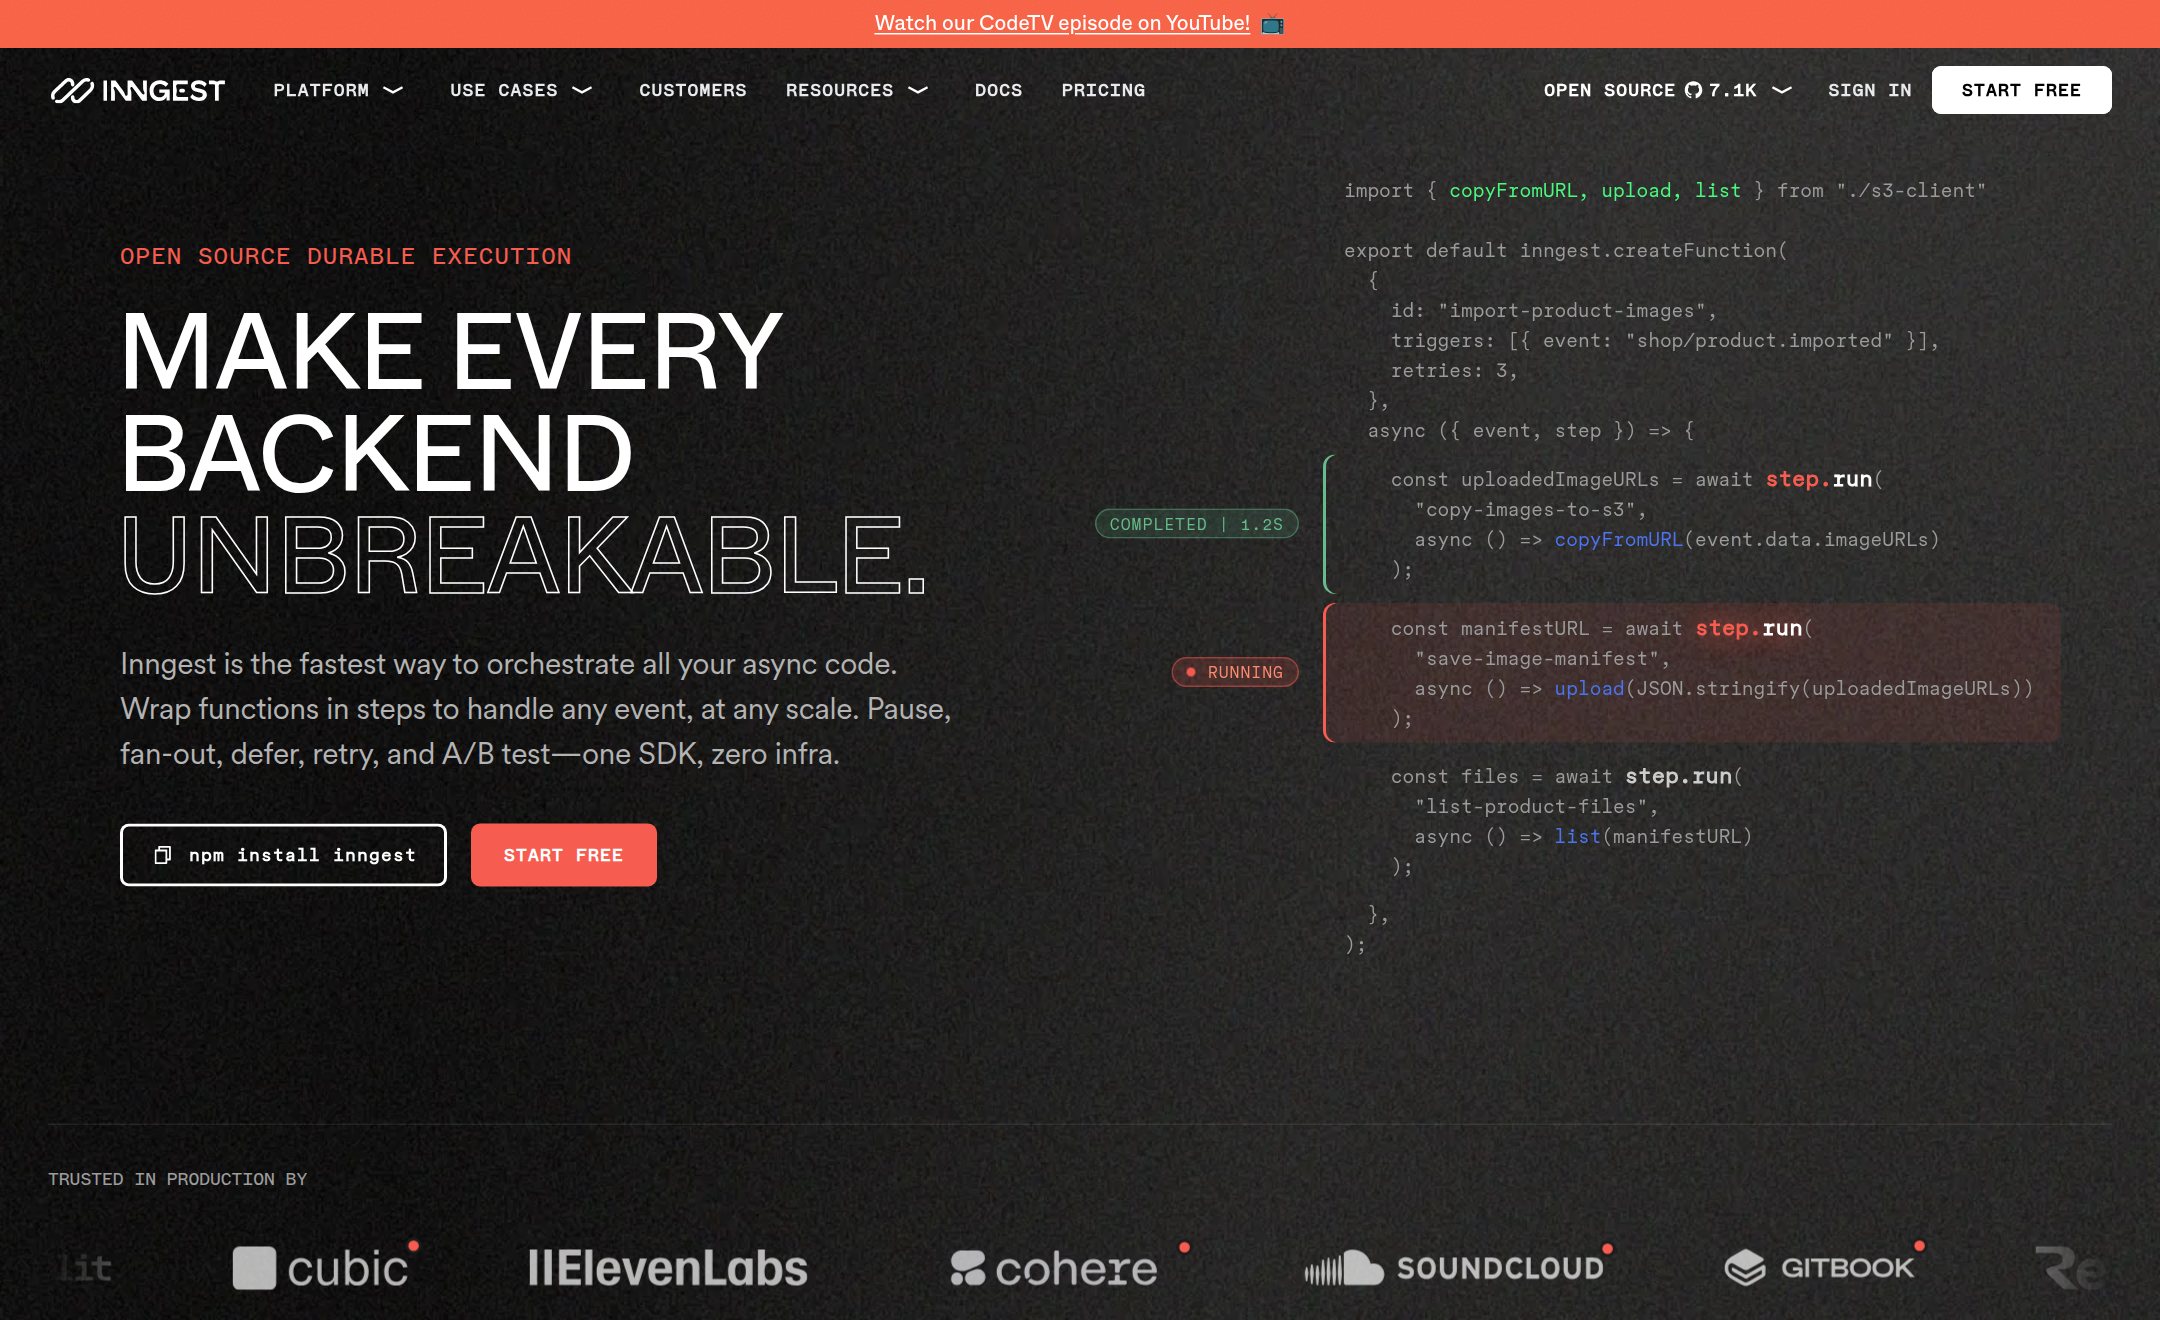 Watch our CodeTV episode on YouTube! 📺
INNGEST
PLATFORM
USE CASES
CUSTOMERS
RESOURCES
DOCS
PRICING
OPEN SOURCE 7.1K
SIGN IN
START FREE
OPEN SOURCE DURABLE EXECUTION
MAKE EVERY
BACKEND
UNBREAKABLE.
Inngest is the fastest way to orchestrate all your async code.
Wrap functions in steps to handle any event, at any scale. Pause,
fan-out, defer, retry, and A/B test—one SDK, zero infra.
npm install inngest
START FREE
import { copyFromURL, upload, list } from "./s3-client"
export default inngest.createFunction(
{
id: "import-product-images",
triggers: [{ event: "shop/product.imported" }],
retries: 3,
},
async ({ event, step }) => {
const uploadedImageURLs = await step.run(
"copy-images-to-s3",
COMPLETED | 1.2S
async () => copyFromURL(event.data.imageURLs)
);
const manifestURL = await step.run(
"save-image-manifest",
RUNNING
async () => upload(JSON.stringify(uploadedImageURLs))
);
const files = await step.run(
"list-product-files",
async () => list(manifestURL)
);
},
);
TRUSTED IN PRODUCTION BY
lit
cubic
IIElevenLabs
cohere
SOUNDCLOUD
GITBOOK
Re